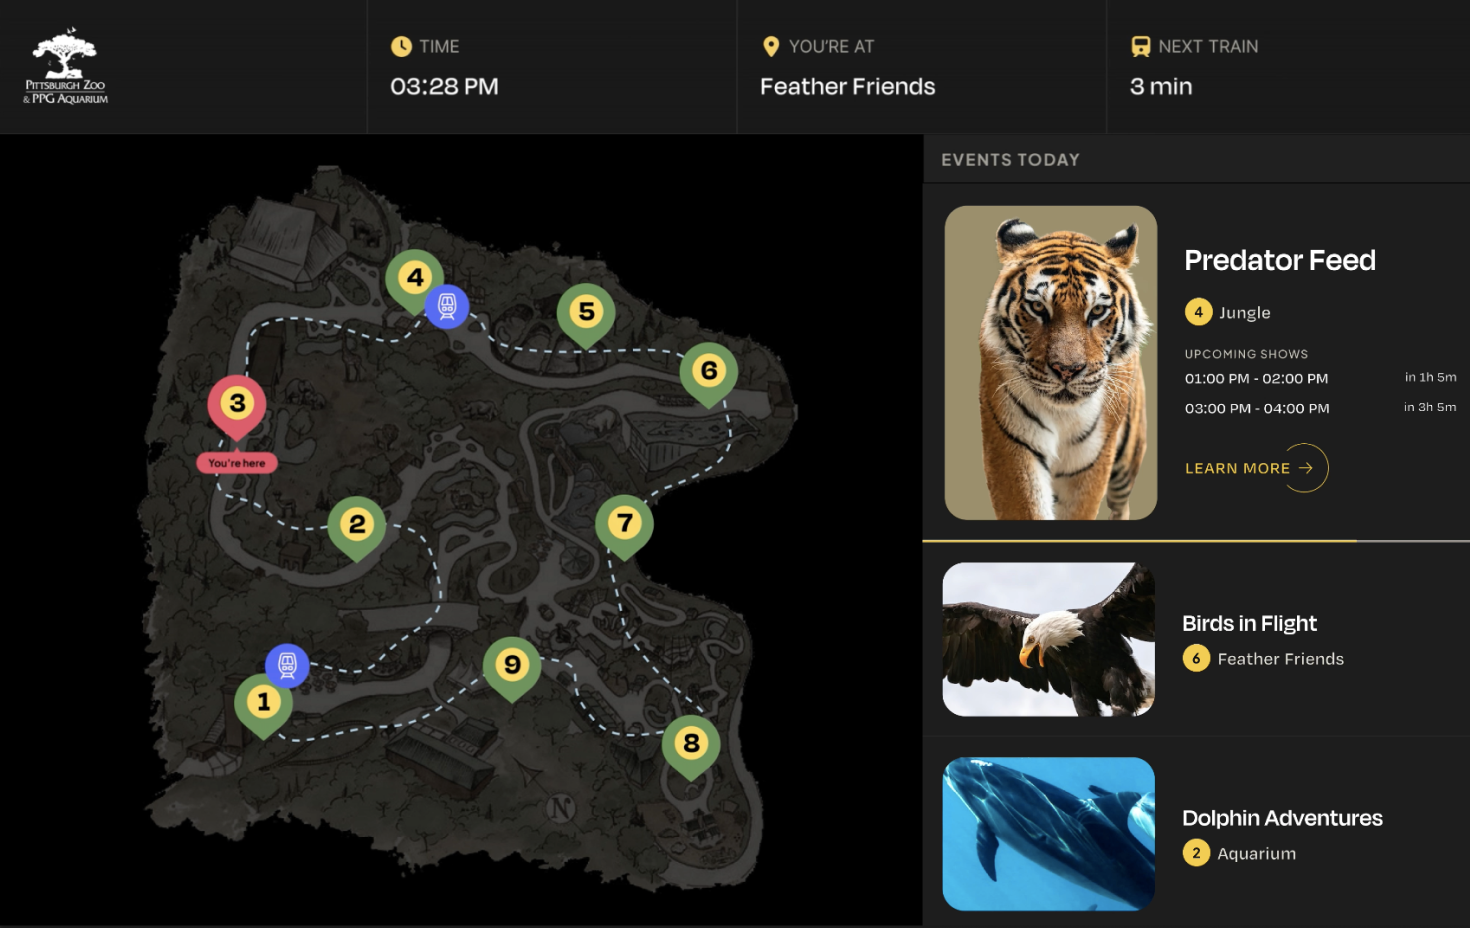 PITTSBURGH ZOO
& PPG AQUARIUM
TIME
03:28 PM
YOU'RE AT
Feather Friends
NEXT TRAIN
3 min
4
5
6
3
You're here
2
7
9
1
8
N
EVENTS TODAY
Predator Feed
4 Jungle
UPCOMING SHOWS
01:00 PM - 02:00 PM in 1h 5m
03:00 PM - 04:00 PM in 3h 5m
LEARN MORE →
Birds in Flight
6 Feather Friends
Dolphin Adventures
2 Aquarium